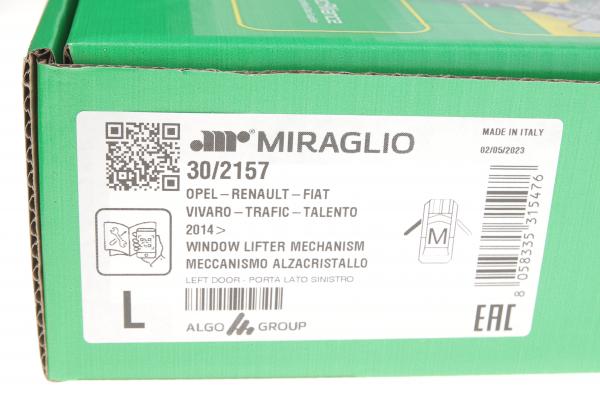 MIRAGLIO
MADE IN ITALY
02/05/2023
30/2157
OPEL - RENAULT - FIAT
VIVARO - TRAFIC - TALENTO
2014 >
WINDOW LIFTER MECHANISM
MECCANISMO ALZACRISTALLO
LEFT DOOR - PORTA LATO SINISTRO
M
8 058335 315476
L
ALGO GROUP
EAC